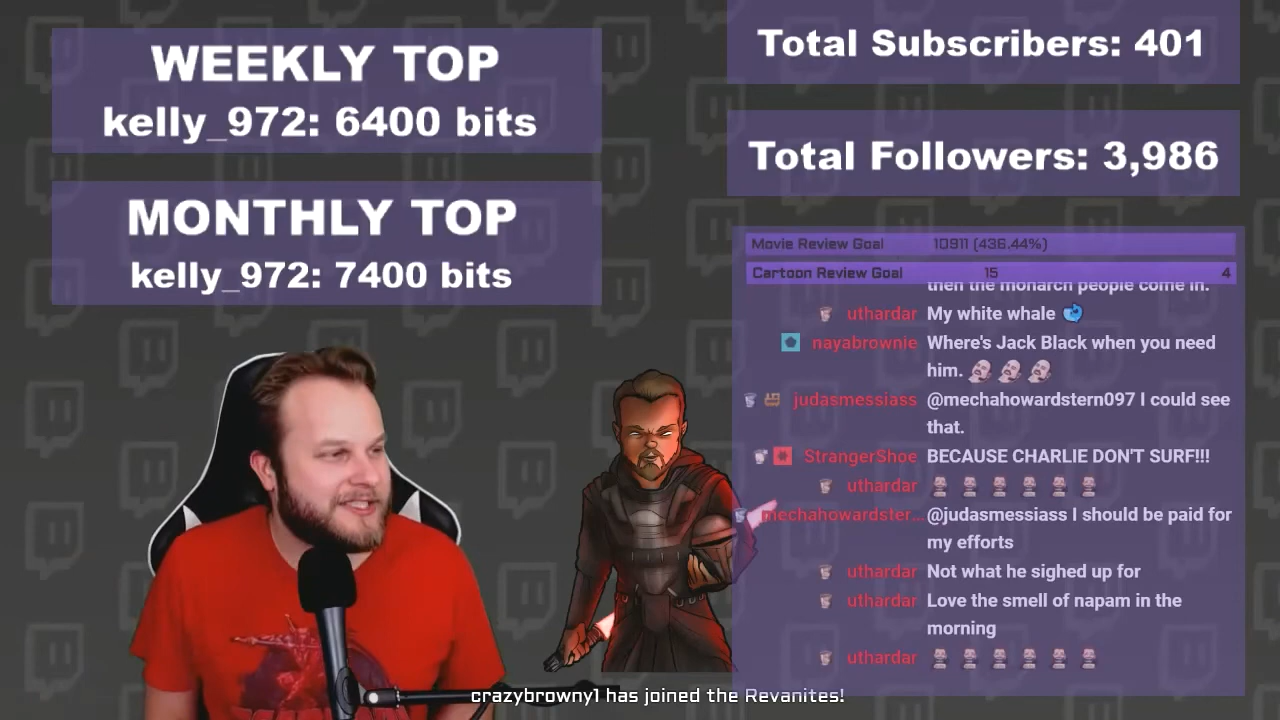 WEEKLY TOP
kelly_972: 6400 bits
MONTHLY TOP
kelly_972: 7400 bits
Total Subscribers: 401
Total Followers: 3,986
Movie Review Goal 10911 (436.44%)
Cartoon Review Goal 15 4
then the monarch people come in.
uthardar My white whale
nayabrownie Where's Jack Black when you need
him.
judasmessiass @mechahowardstern097 I could see
that.
StrangerShoe BECAUSE CHARLIE DON'T SURF!!!
uthardar
mechahowardster... @judasmessiass I should be paid for
my efforts
uthardar Not what he sighed up for
uthardar Love the smell of napam in the
morning
uthardar
crazybrowny1 has joined the Revanites!